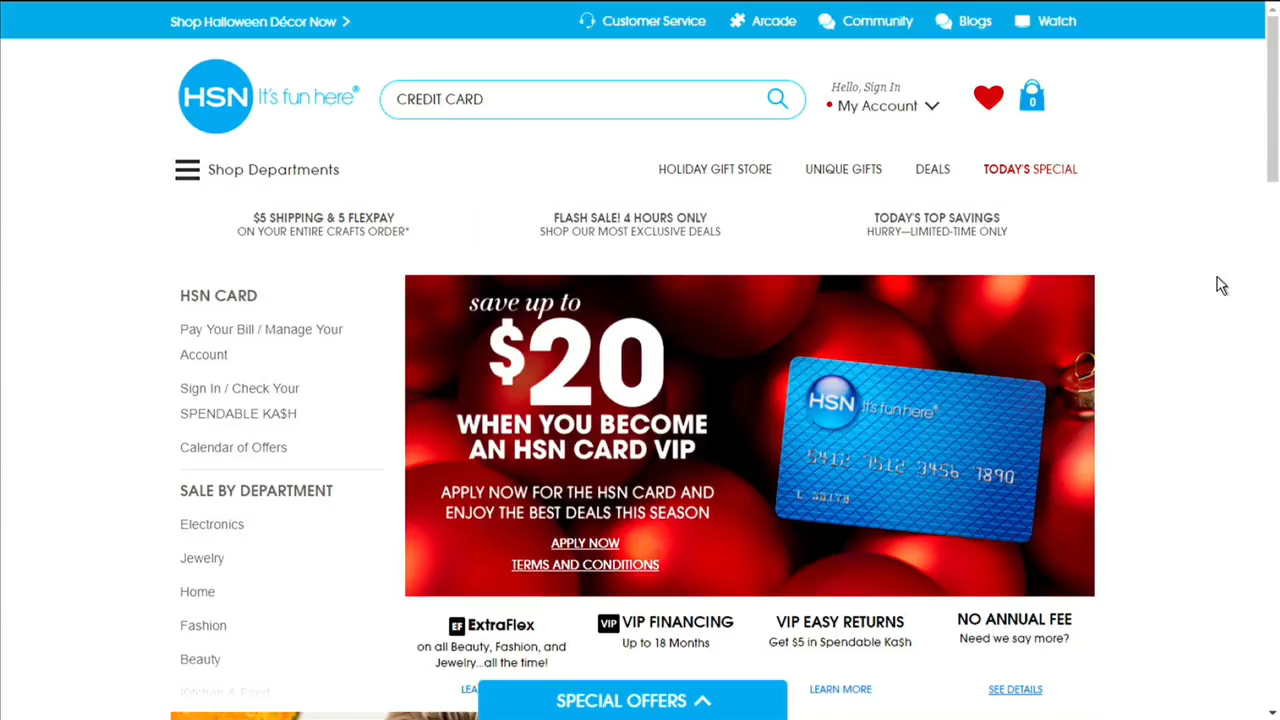 Shop Halloween Décor Now
Customer Service
Arcade
Community
Blogs
Watch
HSN It's fun here®
CREDIT CARD
Hello, Sign In
My Account
0
Shop Departments
HOLIDAY GIFT STORE
UNIQUE GIFTS
DEALS
TODAY'S SPECIAL
$5 SHIPPING & 5 FLEXPAY
ON YOUR ENTIRE CRAFTS ORDER*
FLASH SALE! 4 HOURS ONLY
SHOP OUR MOST EXCLUSIVE DEALS
TODAY'S TOP SAVINGS
HURRY—LIMITED-TIME ONLY
HSN CARD
Pay Your Bill / Manage Your
Account
Sign In / Check Your
SPENDABLE KA$H
Calendar of Offers
SALE BY DEPARTMENT
Electronics
Jewelry
Home
Fashion
Beauty
Kitchen & Food
save up to
$20
WHEN YOU BECOME
AN HSN CARD VIP
APPLY NOW FOR THE HSN CARD AND
ENJOY THE BEST DEALS THIS SEASON
APPLY NOW
TERMS AND CONDITIONS
HSN It's fun here®
5412 7512 3456 7890
EF ExtraFlex
on all Beauty, Fashion, and
Jewelry...all the time!
VIP VIP FINANCING
Up to 18 Months
VIP EASY RETURNS
Get $5 in Spendable Ka$h
LEARN MORE
NO ANNUAL FEE
Need we say more?
SEE DETAILS
SPECIAL OFFERS